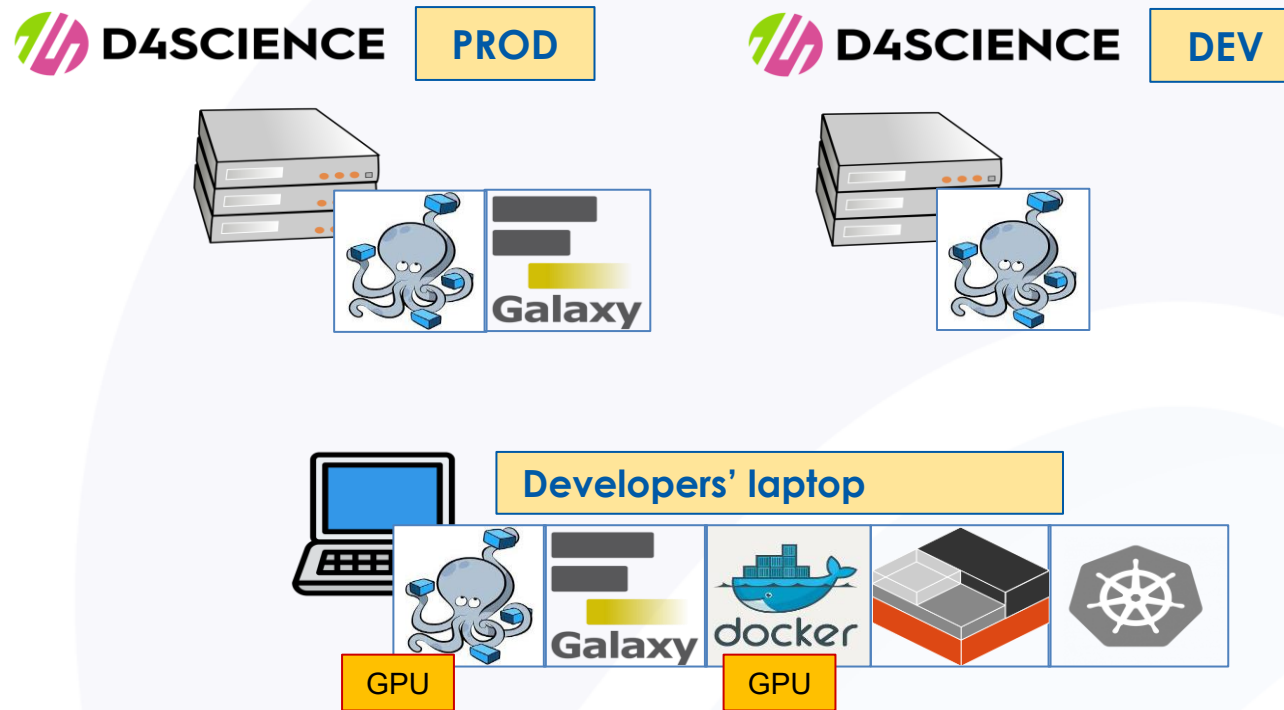 D4SCIENCE
PROD
D4SCIENCE
DEV
Galaxy
Developers’ laptop
Galaxy
docker
GPU
GPU